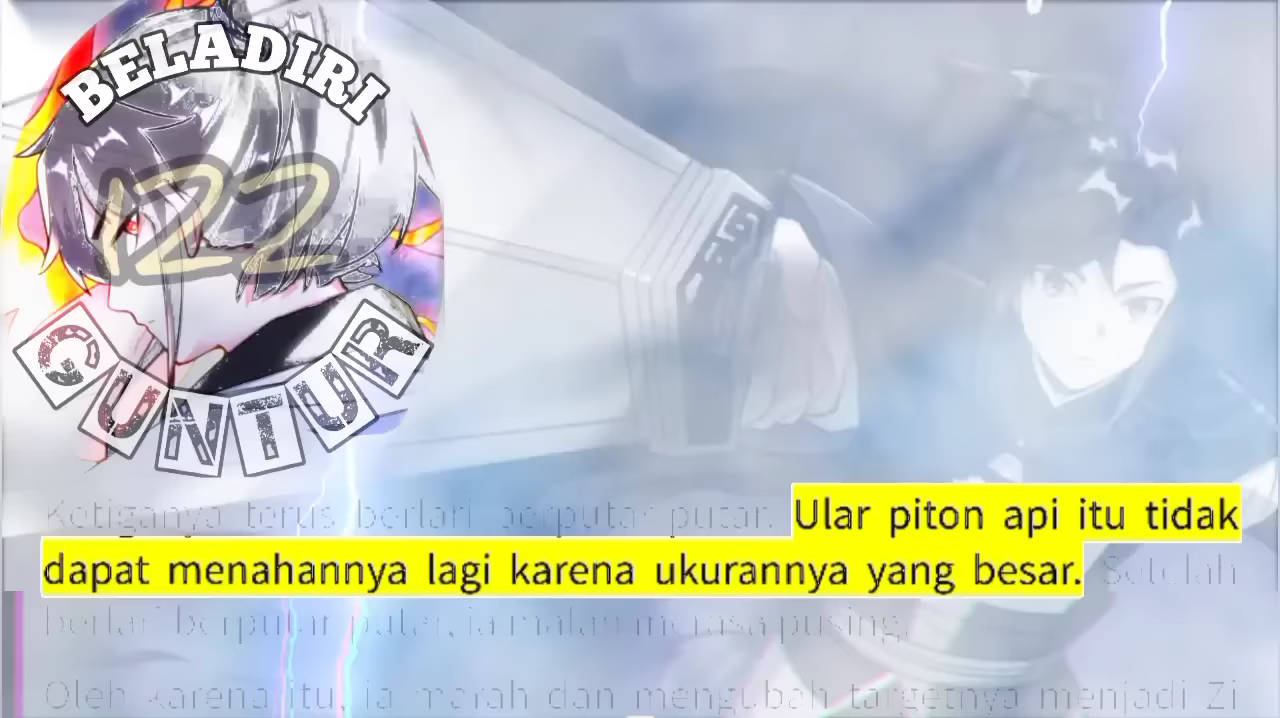 BELADIRI
122
GUNTUR
Ketiganya terus berlari berputar putar. Ular piton api itu tidak
dapat menahannya lagi karena ukurannya yang besar. Setelah
berlari berputar putar, ia malah merasa pusing,
Oleh karena itu, ia marah dan mengubah targetnya menjadi Zi